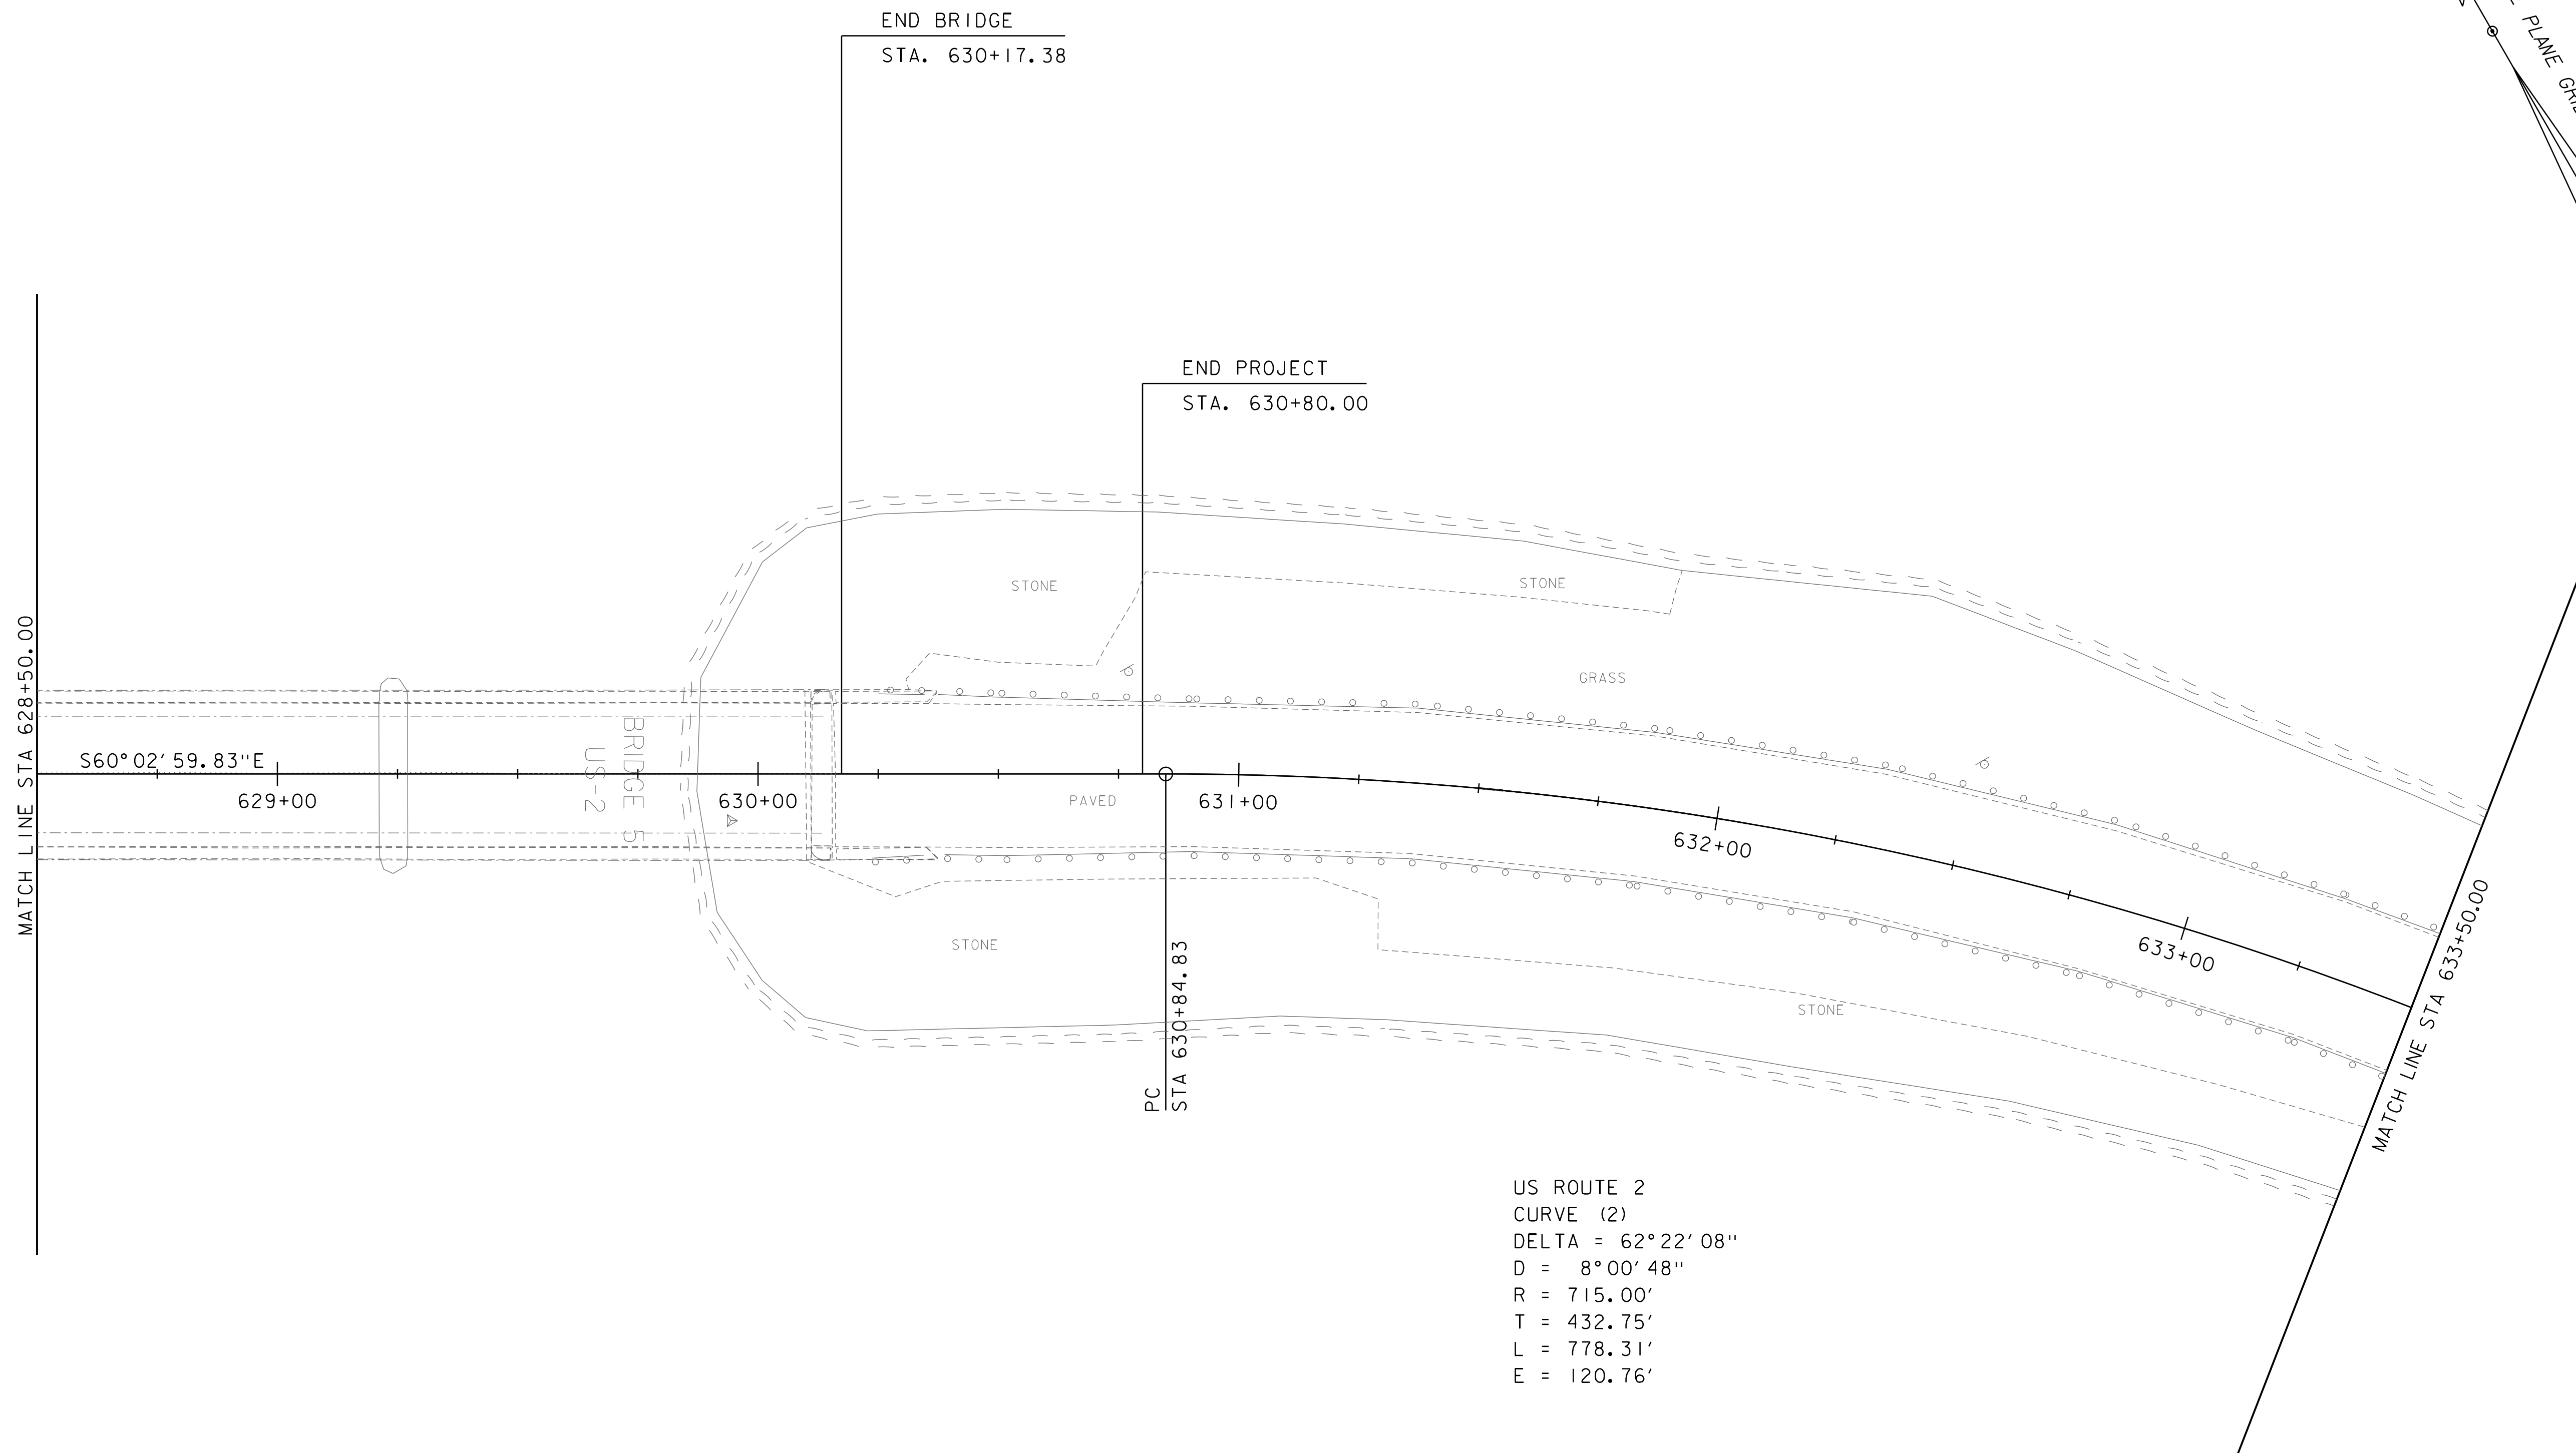 END BRIDGE
STA. 630+17.38
PLANE
END PROJECT
STA. 630+80.00
STONE
STONE
GRASS
MATCH LINE STA 628+50.00
S60°02'59.83"E
BRIDGE 5
US-2
629+00
630+00
PAVED
631+00
632+00
633+00
STONE
STONE
PC
STA 630+84.83
MATCH LINE STA 633+50.00
US ROUTE 2
CURVE (2)
DELTA = 62°22'08"
D = 8°00'48"
R = 715.00'
T = 432.75'
L = 778.31'
E = 120.76'